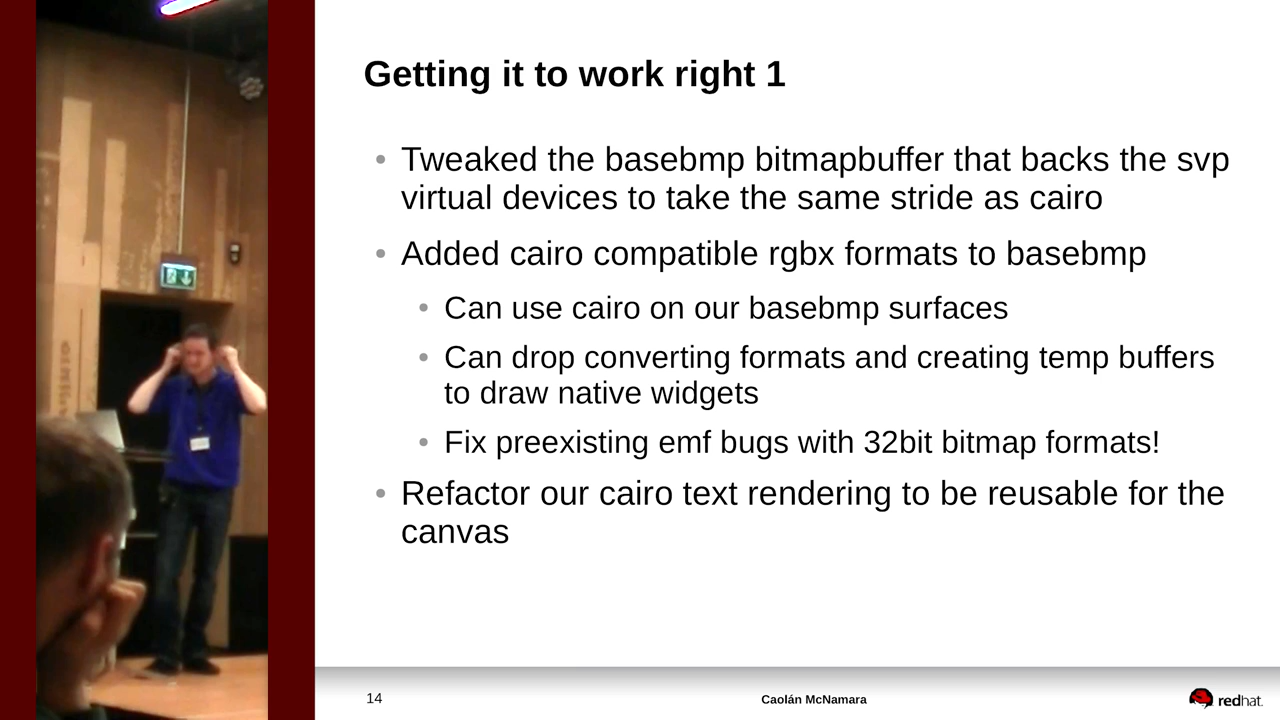 Getting it to work right 1
• Tweaked the basebmp bitmapbuffer that backs the svp
virtual devices to take the same stride as cairo
• Added cairo compatible rgbx formats to basebmp
• Can use cairo on our basebmp surfaces
• Can drop converting formats and creating temp buffers
to draw native widgets
• Fix preexisting emf bugs with 32bit bitmap formats!
• Refactor our cairo text rendering to be reusable for the
canvas
14
Caolán McNamara
redhat.